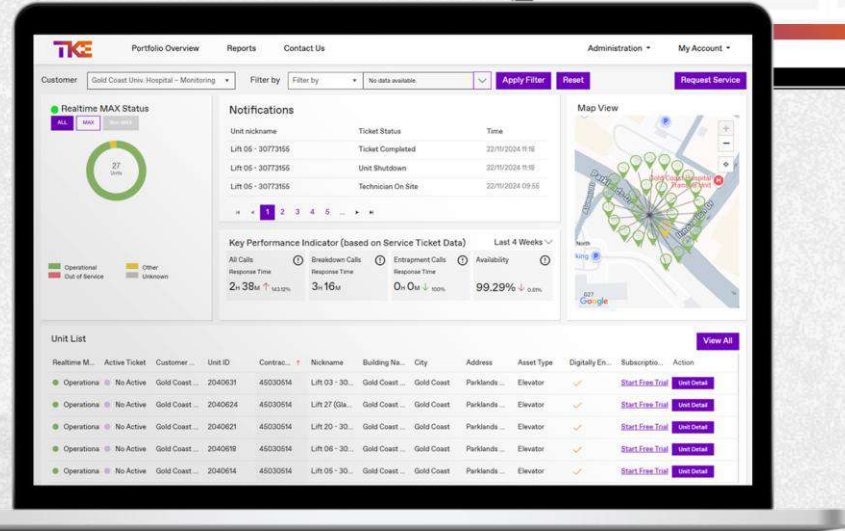 TKE Portfolio Overview Reports Contact Us Administration My Account
Customer Gold Coast Univ. Hospital - Monitoring Filter by Filter by No data available. Apply Filter Reset Request Service
Realtime MAX Status
ALL MAX
27
Units
Operational Other
Out of Service Unknown
Notifications
Unit nickname Ticket Status Time
Lift 05 - 30773155 Ticket Completed 22/11/2024 11:18
Lift 05 - 30773155 Unit Shutdown 22/11/2024
Lift 05 - 30773155 Technician On Site 22/11/2024 09:55
1 2 3 4 5 ...
Key Performance Indicator (based on Service Ticket Data) Last 4 Weeks
All Calls Breakdown Calls Entrapment Calls Availability
Response Time Response Time Response Time
2H 38M 3H 16M 0H 0M 100% 99.29% 0.01%
Map View
Gold Coast Hospital
North
Google
Unit List View All
Realtime M... Active Ticket Customer ... Unit ID Contrac... Nickname Building Na... City Address Asset Type Digitally En... Subscriptio... Action
Operationa No Active Gold Coast ... 2040631 45030514 Lift 03 - 30... Gold Coast ... Gold Coast Parklands ... Elevator Start Free Trial Unit Detail
Operationa No Active Gold Coast ... 2040624 45030514 Lift 27 (Gla... Gold Coast ... Gold Coast Parklands ... Elevator Start Free Trial Unit Detail
Operationa No Active Gold Coast ... 2040621 45030514 Lift 20 - 30... Gold Coast ... Gold Coast Parklands ... Elevator Start Free Trial Unit Detail
Operationa No Active Gold Coast ... 2040619 45030514 Lift 06 - 30... Gold Coast ... Gold Coast Parklands ... Elevator Start Free Trial Unit Detail
Operationa No Active Gold Coast ... 2040614 45030514 Lift 05 - 30... Gold Coast ... Gold Coast Parklands ... Elevator Start Free Trial Unit Detail